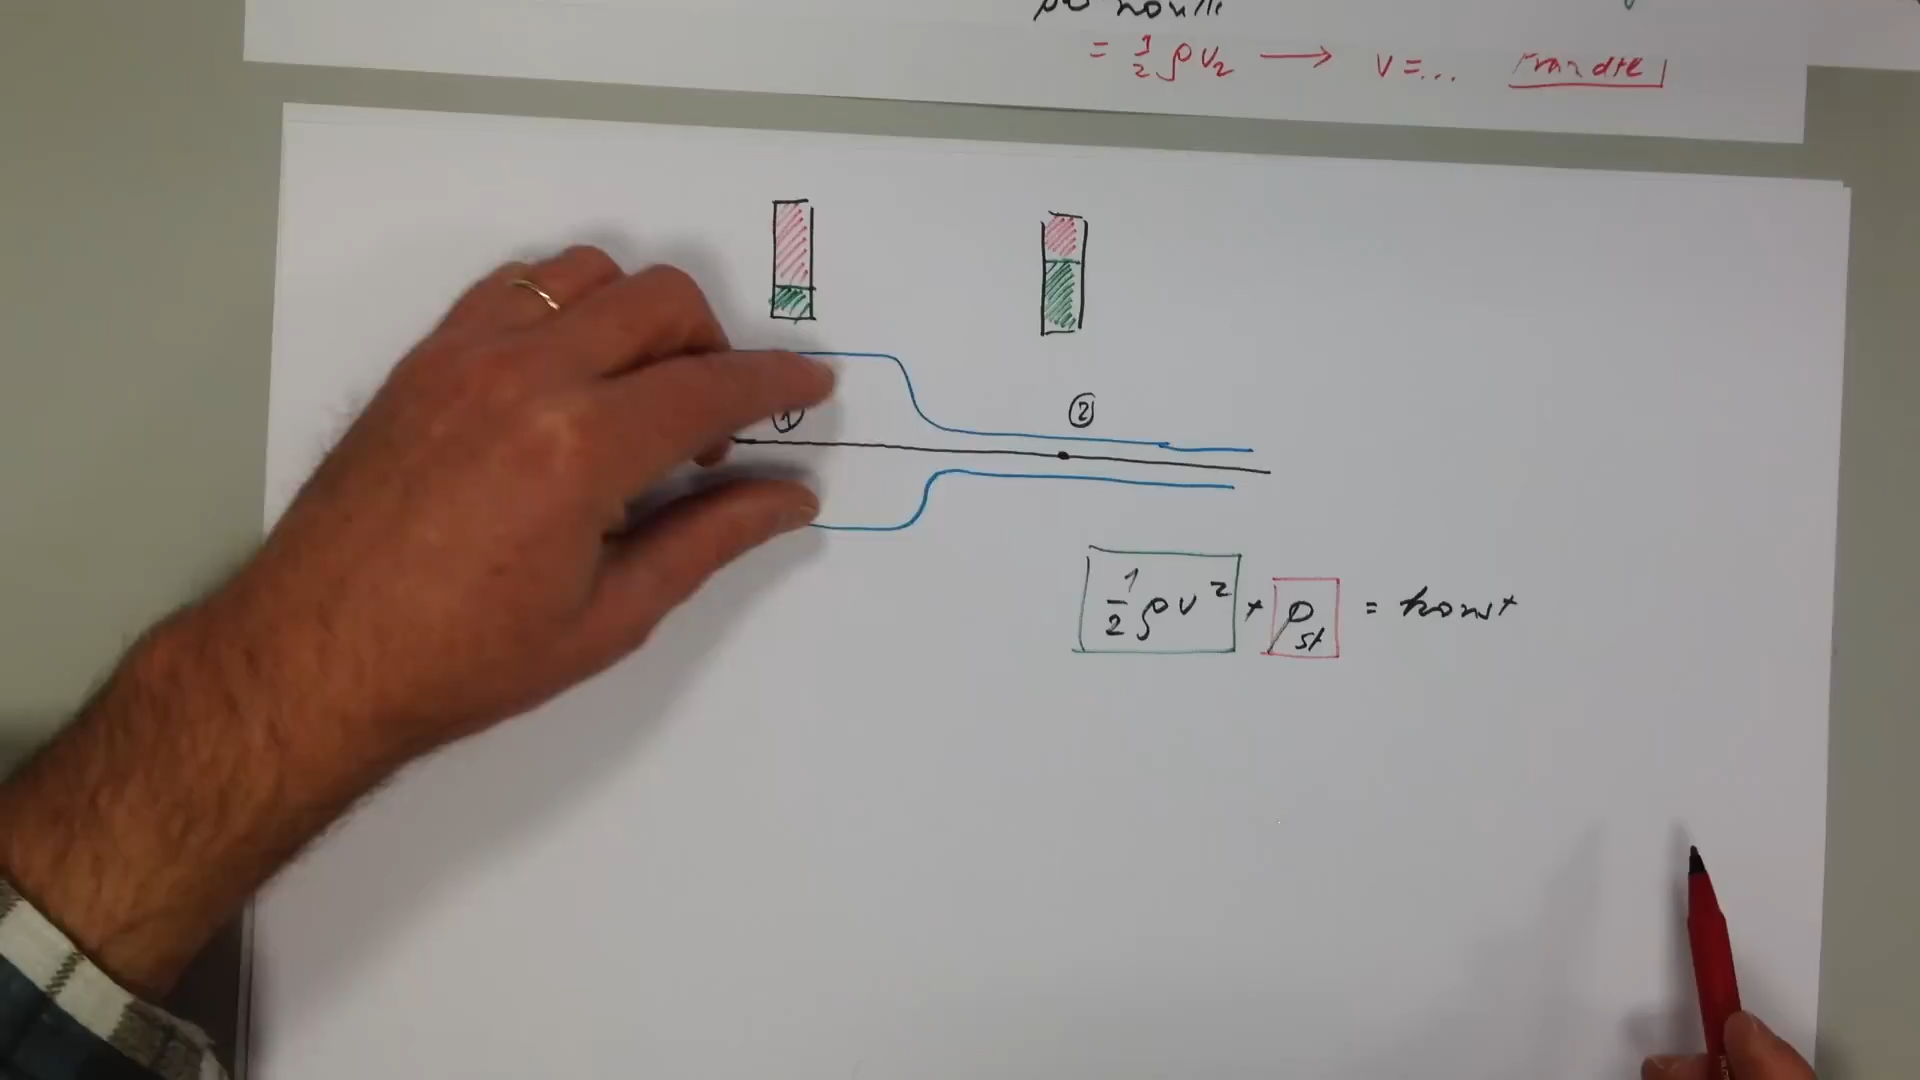 = 1/2 ρ v₂ → v = ...
① ②
1/2 ρ v² + p_st = konst